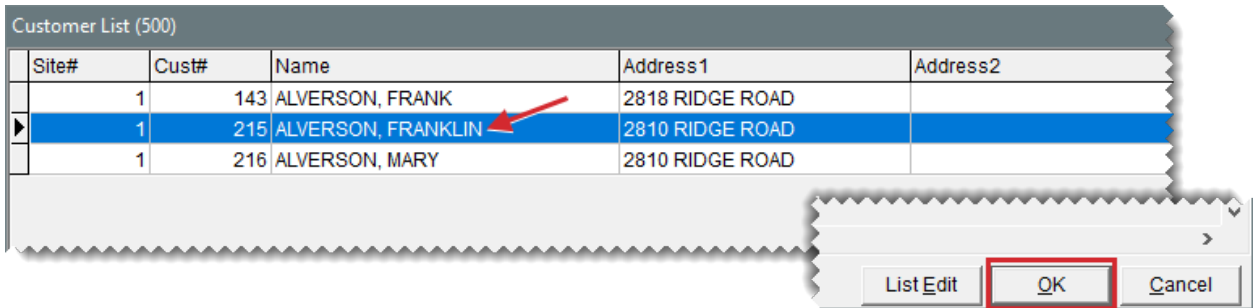 Customer List (500)
Site# Cust# Name Address1 Address2
1 143 ALVERSON, FRANK 2818 RIDGE ROAD
1 215 ALVERSON, FRANKLIN 2810 RIDGE ROAD
1 216 ALVERSON, MARY 2810 RIDGE ROAD
List Edit OK Cancel